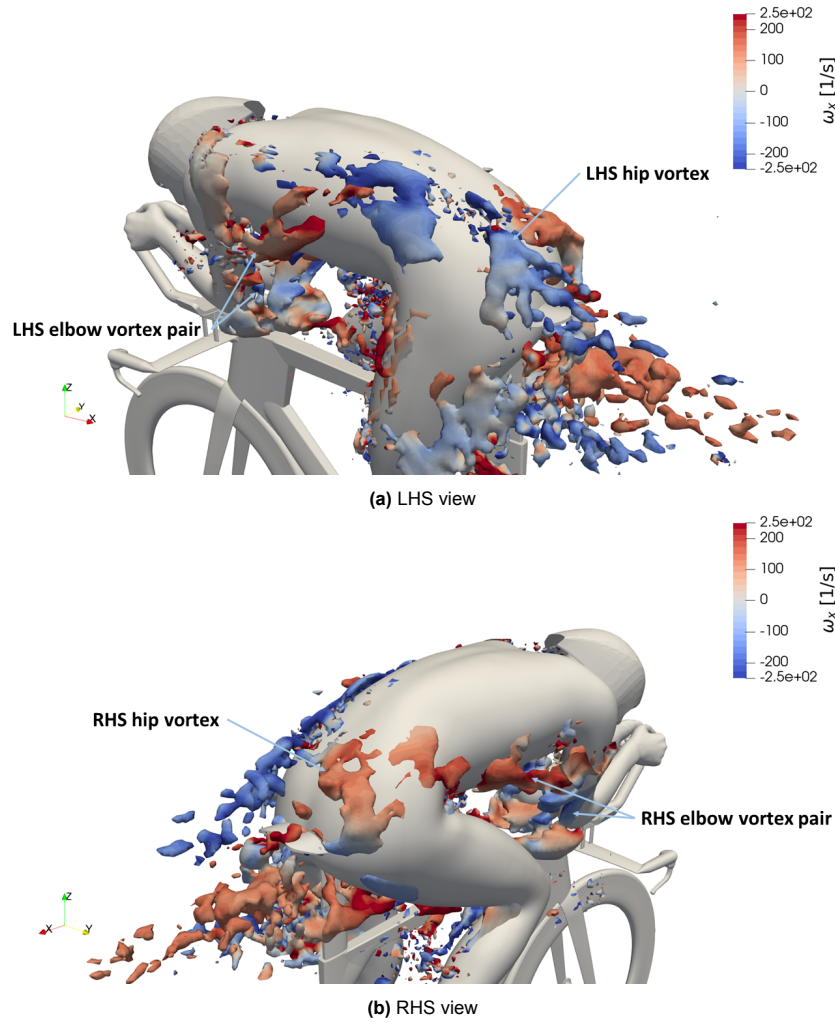 2.5e+02
200
100
0
-100
-200
-2.5e+02
ωx [1/s]
LHS hip vortex
LHS elbow vortex pair
Z
Y
X
(a) LHS view
2.5e+02
200
100
0
-100
-200
-2.5e+02
ωx [1/s]
RHS hip vortex
RHS elbow vortex pair
Z
X
Y
(b) RHS view